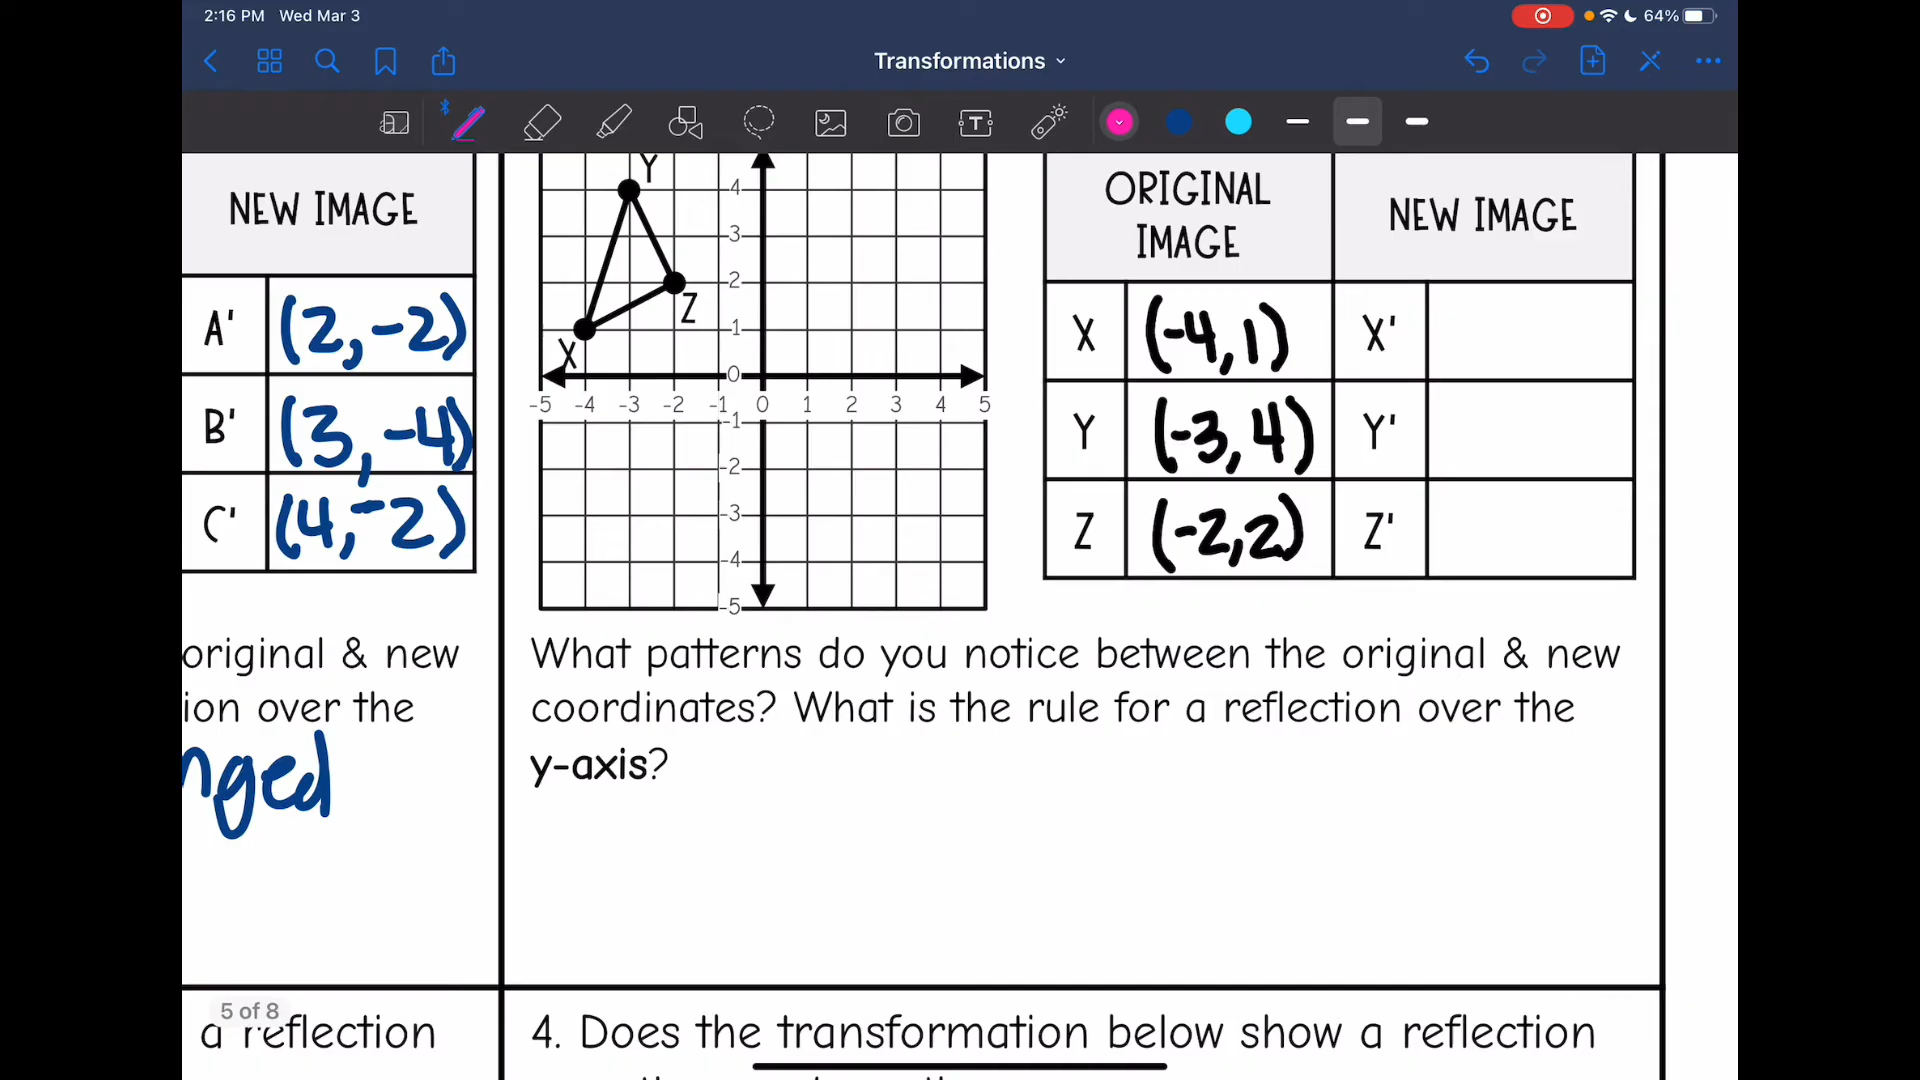 2:16 PM Wed Mar 3
64%
Transformations
T
NEW IMAGE
A' (2,-2)
B' (3,-4)
C' (4,-2)
original & new
ion over the
nged
Y
4
3
2
Z
1
X
0
-5 -4 -3 -2 -1 0 1 2 3 4 5
-1
-2
-3
-4
-5
ORIGINAL
IMAGE
NEW IMAGE
X (-4,1) X'
Y (-3,4) Y'
Z (-2,2) Z'
What patterns do you notice between the original & new
coordinates? What is the rule for a reflection over the
y-axis?
5 of 8
a reflection
4. Does the transformation below show a reflection